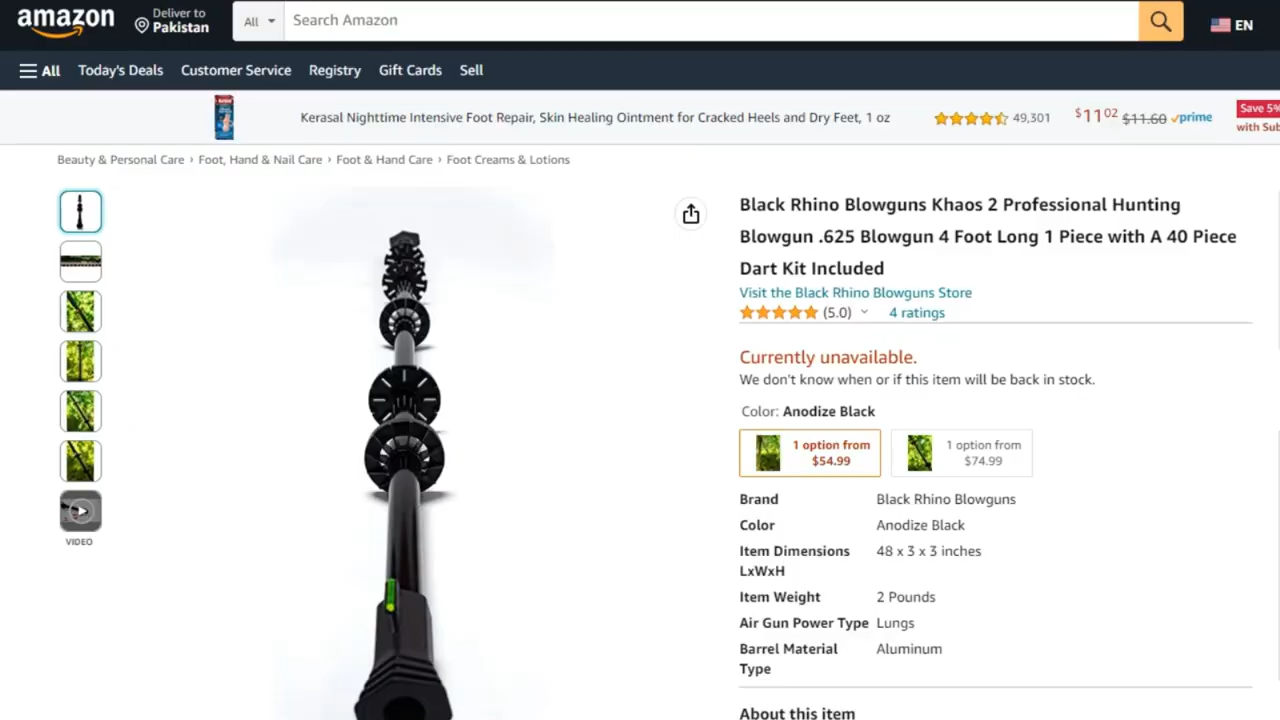 amazon
Deliver to
Pakistan
All
Search Amazon
EN
All
Today's Deals
Customer Service
Registry
Gift Cards
Sell
Kerasal Nighttime Intensive Foot Repair, Skin Healing Ointment for Cracked Heels and Dry Feet, 1 oz
49,301
$11.02 $11.60 prime
Save 5%
with Sub
Beauty & Personal Care › Foot, Hand & Nail Care › Foot & Hand Care › Foot Creams & Lotions
Black Rhino Blowguns Khaos 2 Professional Hunting
Blowgun .625 Blowgun 4 Foot Long 1 Piece with A 40 Piece
Dart Kit Included
Visit the Black Rhino Blowguns Store
(5.0) 4 ratings
Currently unavailable.
We don't know when or if this item will be back in stock.
Color: Anodize Black
1 option from
$54.99
1 option from
$74.99
Brand Black Rhino Blowguns
Color Anodize Black
Item Dimensions 48 x 3 x 3 inches
LxWxH
Item Weight 2 Pounds
Air Gun Power Type Lungs
Barrel Material Aluminum
Type
About this item
VIDEO